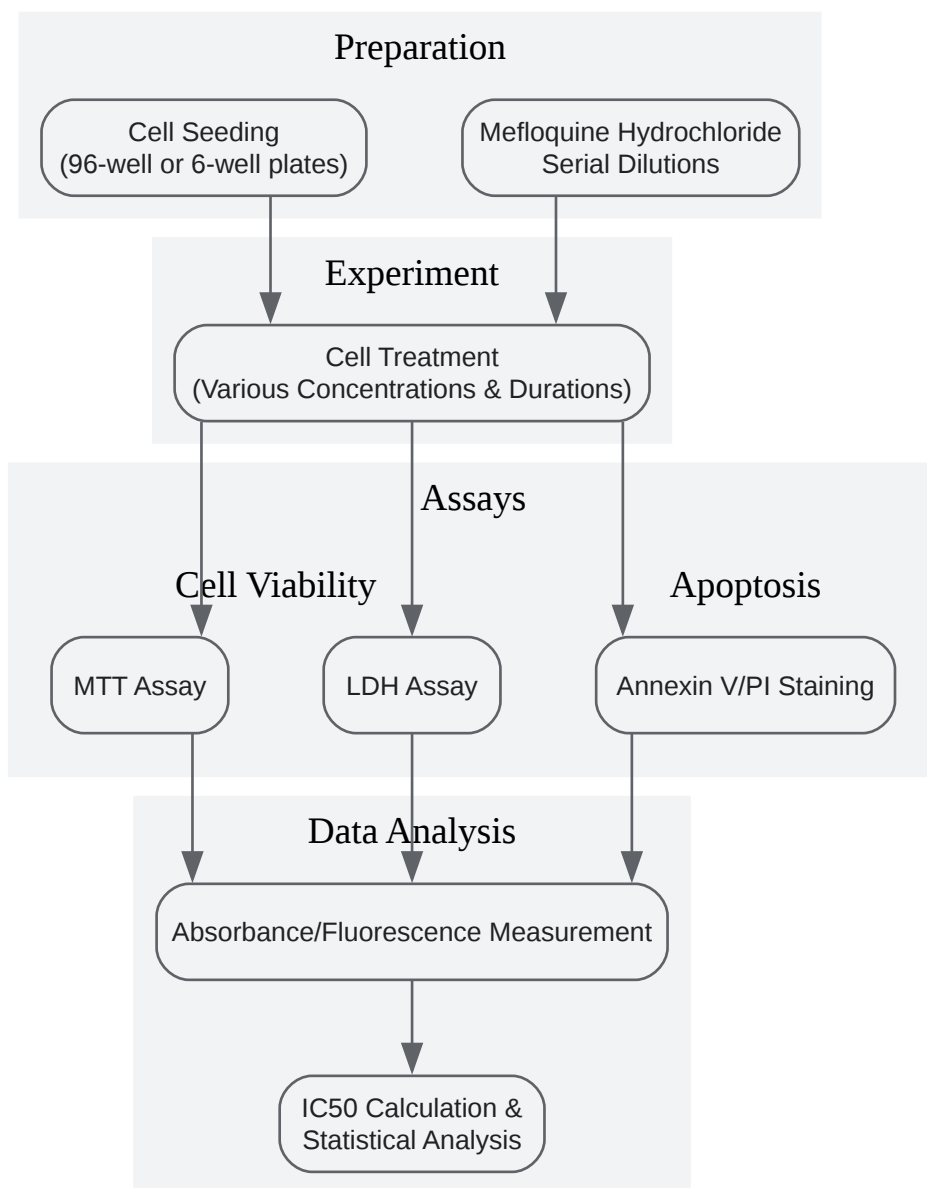 Preparation
Cell Seeding
(96-well or 6-well plates)
Mefloquine Hydrochloride
Serial Dilutions
Experiment
Cell Treatment
(Various Concentrations & Durations)
Assays
Cell Viability
Apoptosis
MTT Assay
LDH Assay
Annexin V/PI Staining
Data Analysis
Absorbance/Fluorescence Measurement
IC50 Calculation &
Statistical Analysis